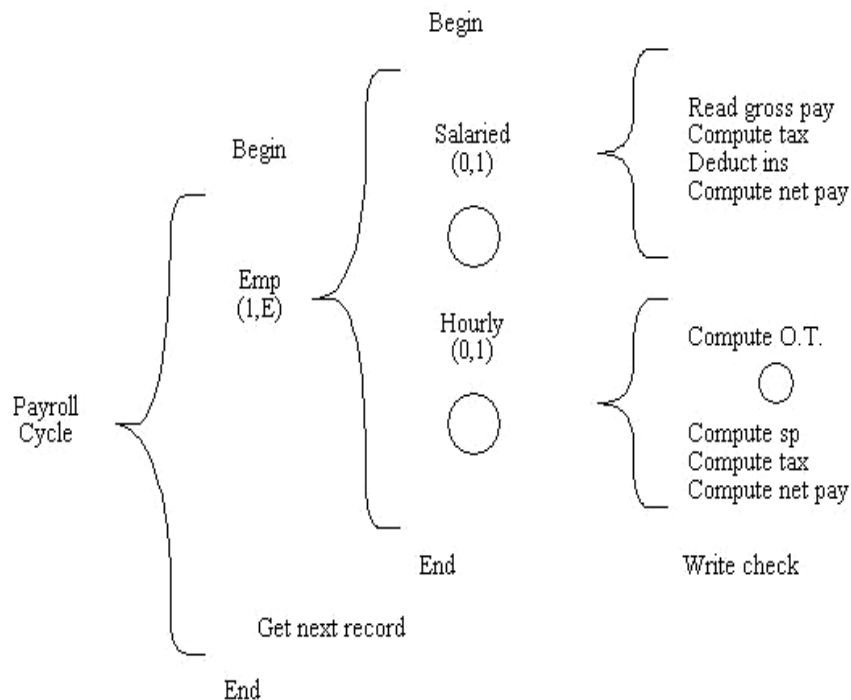 Begin
Begin
Salaried
(0,1)
Read gross pay
Compute tax
Deduct ins
Compute net pay
Emp
(1,E)
Hourly
(0,1)
Compute O.T.
Payroll
Cycle
Compute sp
Compute tax
Compute net pay
End
Write check
Get next record
End